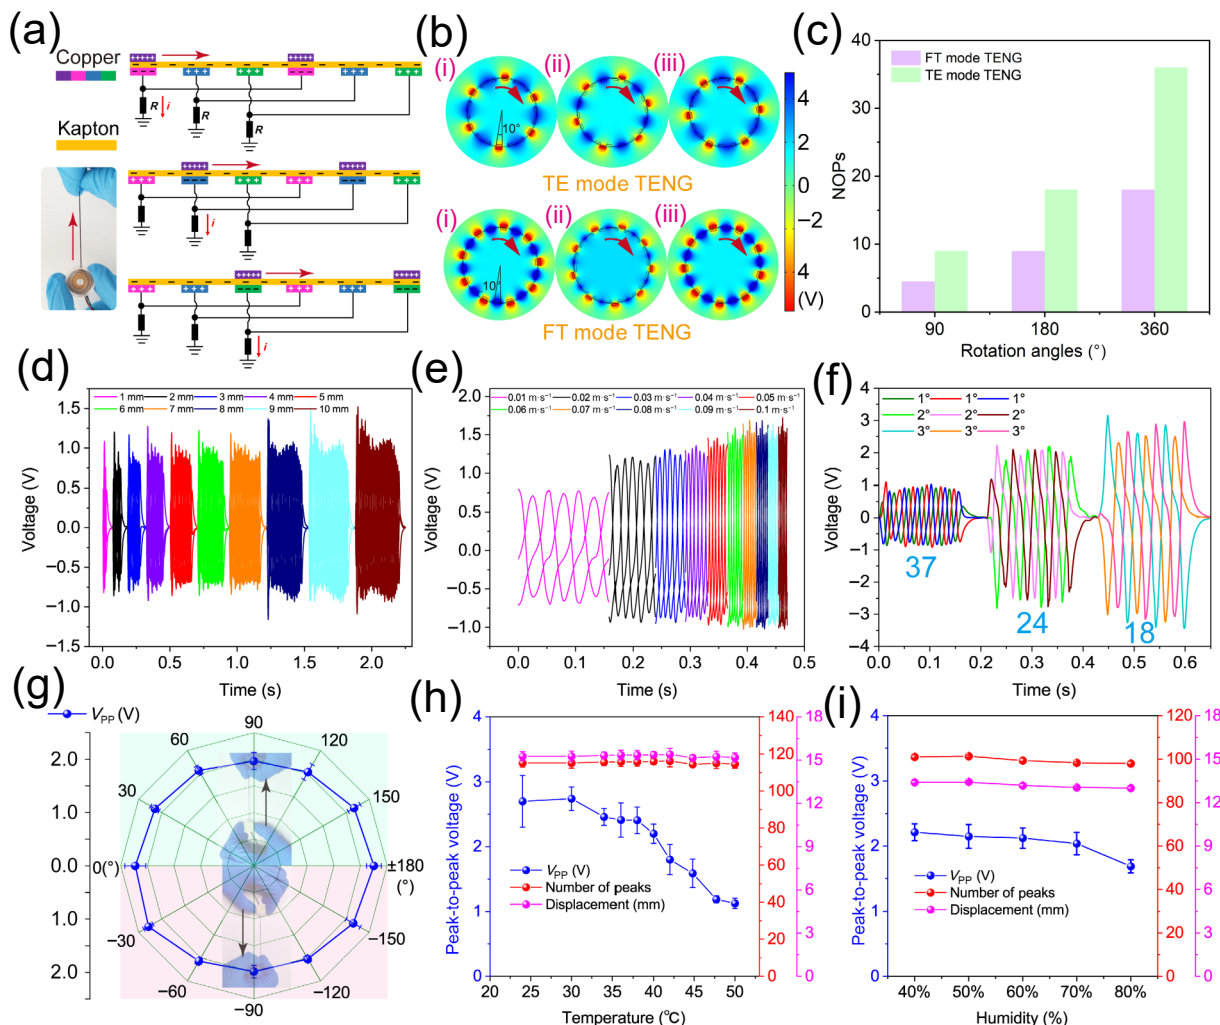 (a)
Copper
Kapton
R
i
R
R
i
i
(b)
(i)
(ii)
(iii)
10°
TE mode TENG
(i)
(ii)
(iii)
10°
FT mode TENG
4
2
0
−2
4
(V)
(c)
FT mode TENG
TE mode TENG
NOPs
40
30
20
10
0
90
180
360
Rotation angles (°)
(d)
1 mm 2 mm 3 mm 4 mm 5 mm
6 mm 7 mm 8 mm 9 mm 10 mm
Voltage (V)
1.5
1.0
0.5
0.0
−0.5
−1.0
−1.5
0.0 0.5 1.0 1.5 2.0
Time (s)
(e)
0.01 m·s⁻¹ 0.02 m·s⁻¹ 0.03 m·s⁻¹ 0.04 m·s⁻¹ 0.05 m·s⁻¹
0.06 m·s⁻¹ 0.07 m·s⁻¹ 0.08 m·s⁻¹ 0.09 m·s⁻¹ 0.1 m·s⁻¹
Voltage (V)
2.0
1.5
1.0
0.5
0.0
−0.5
−1.0
0.0 0.1 0.2 0.3 0.4 0.5
Time (s)
(f)
1° 1° 1°
2° 2° 2°
3° 3° 3°
Voltage (V)
4
3
2
1
0
−1
−2
−3
−4
37
24
18
0.0 0.1 0.2 0.3 0.4 0.5 0.6
Time (s)
(g)
V_PP (V)
2.0
1.0
0.0
1.0
2.0
90
60
120
30
150
0(°)
±180
(°)
−30
−150
−60
−120
−90
(h)
Peak-to-peak voltage (V)
4
3
2
1
0
V_PP (V)
Number of peaks
Displacement (mm)
20 25 30 35 40 45 50
Temperature (°C)
140
120
100
80
60
40
20
0
18
15
12
9
6
3
0
(i)
Peak-to-peak voltage (V)
4
3
2
1
0
V_PP (V)
Number of peaks
Displacement (mm)
40% 50% 60% 70% 80%
Humidity (%)
120
100
80
60
40
20
0
18
15
12
9
6
3
0